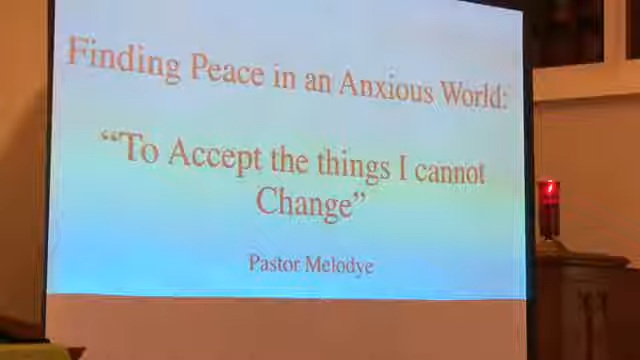 Finding Peace in an Anxious World:
“To Accept the things I cannot
Change”
Pastor Melodye